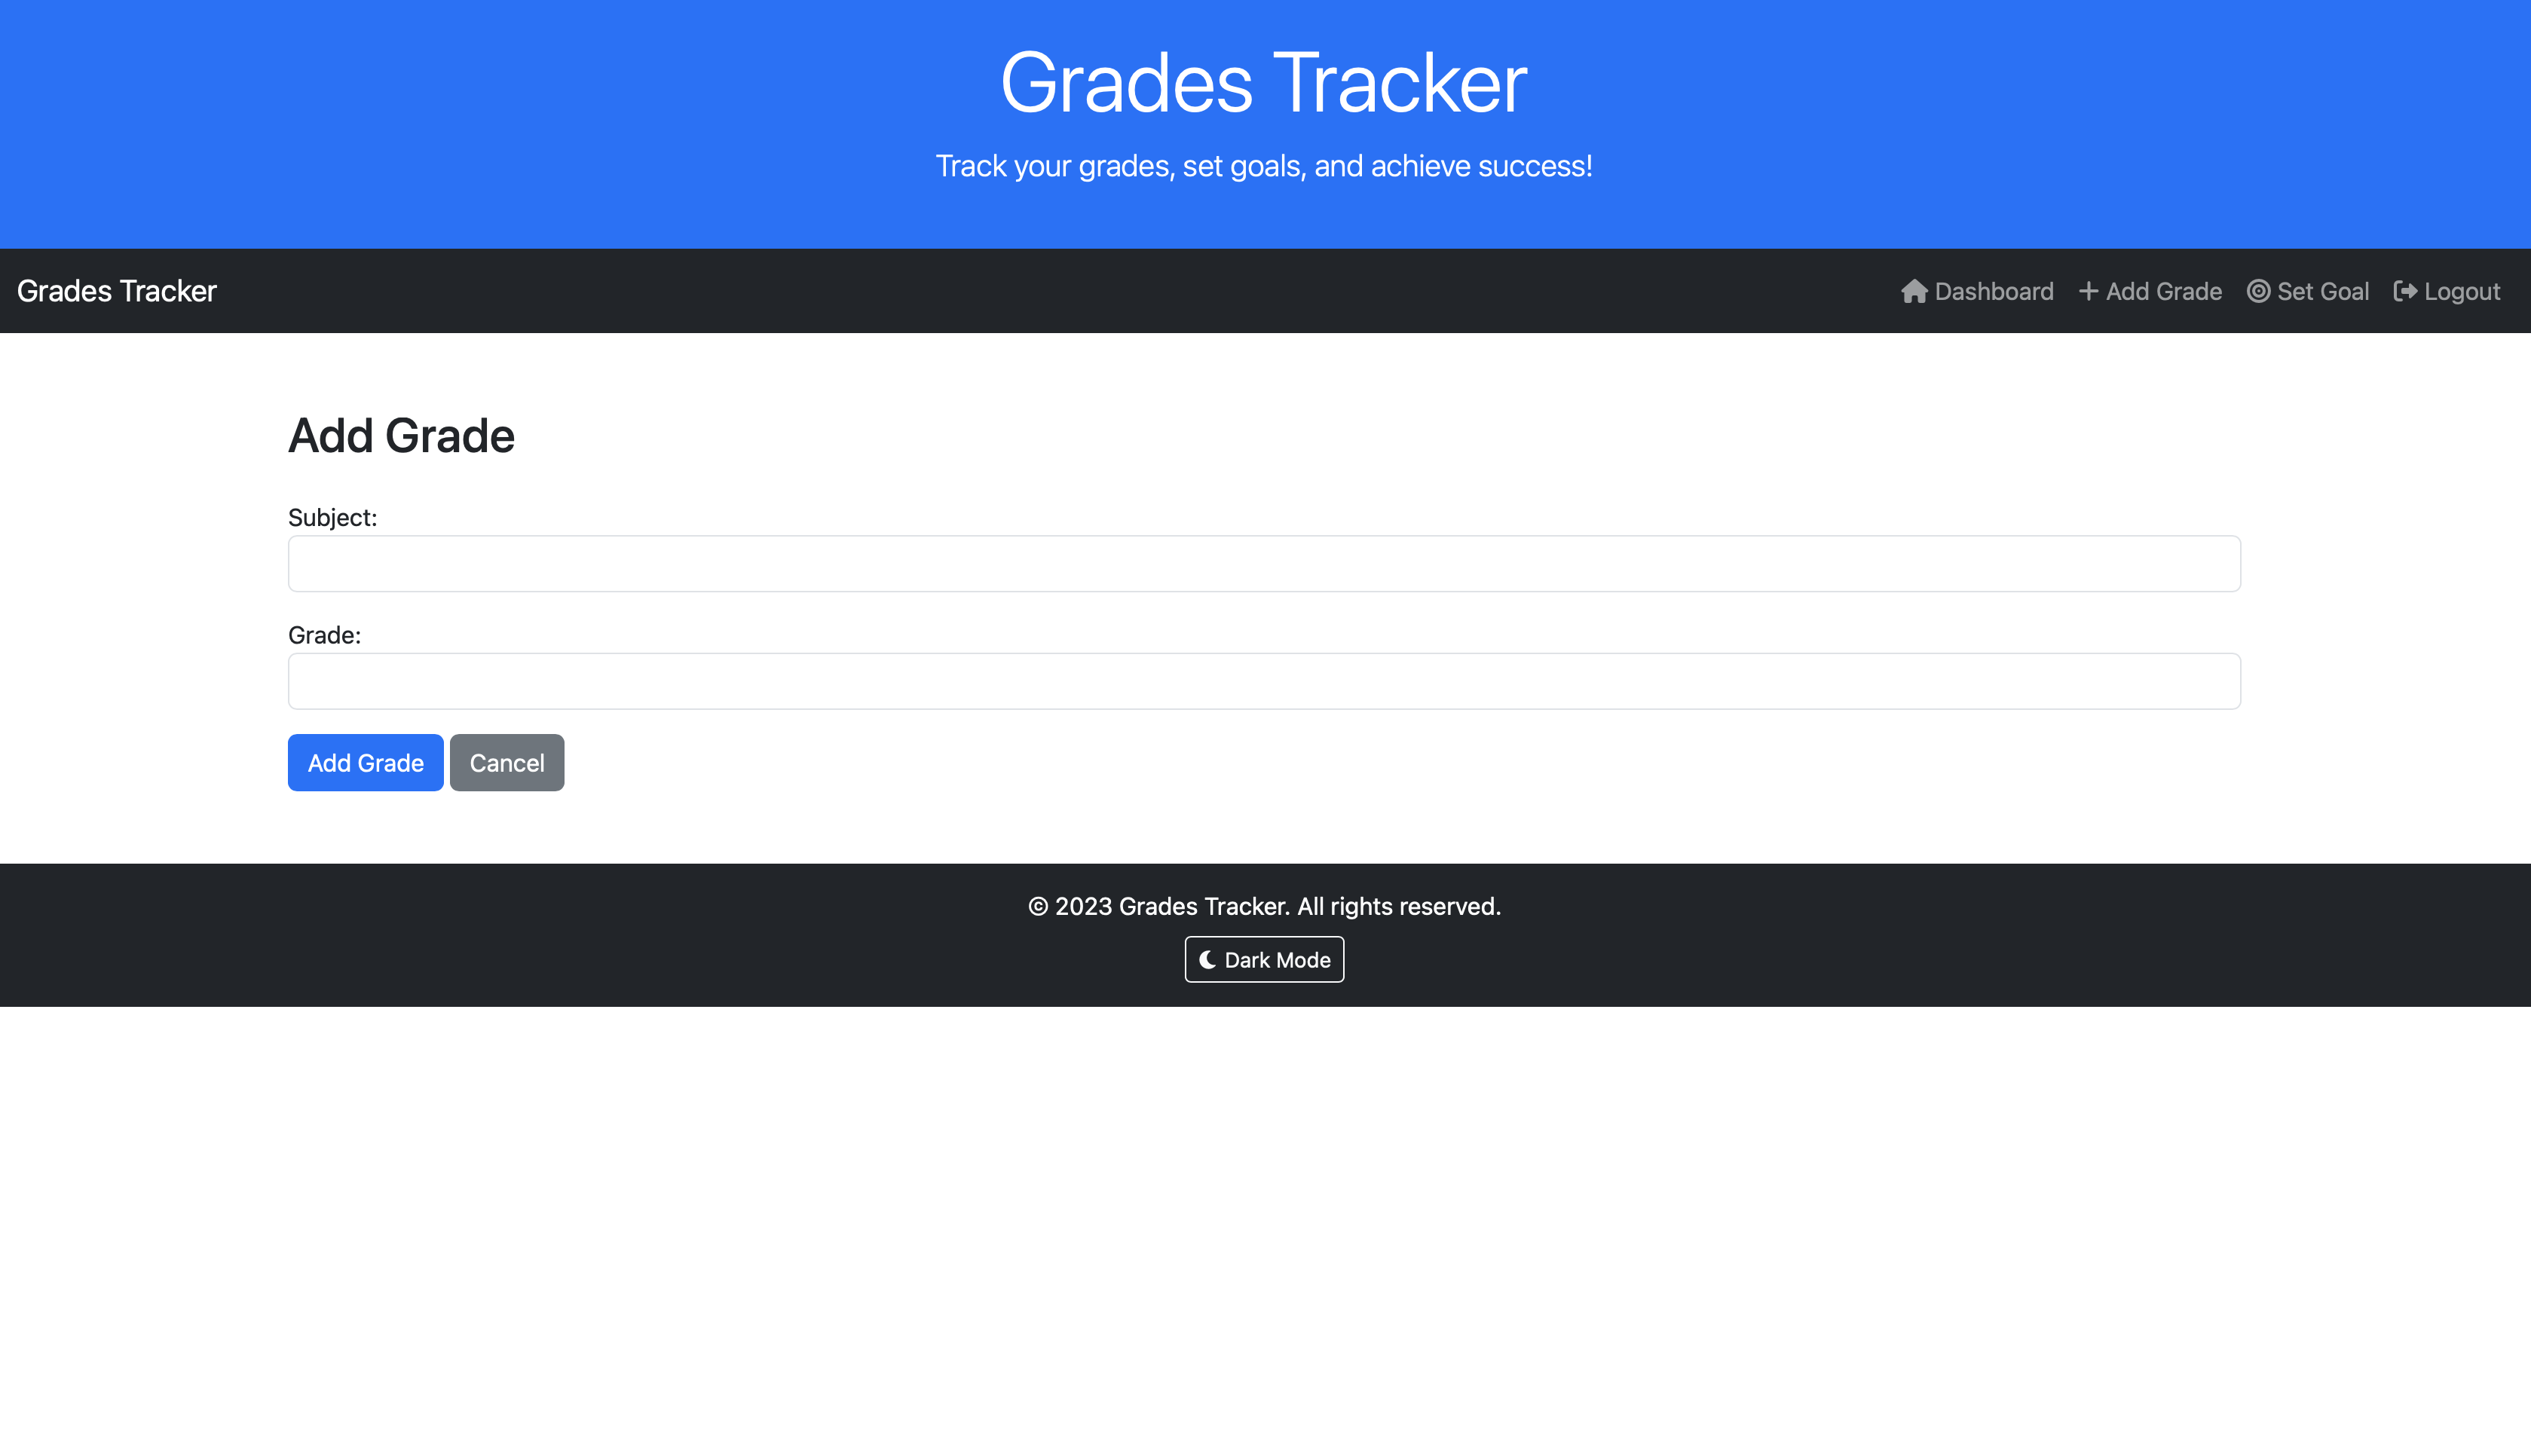 Grades Tracker
Track your grades, set goals, and achieve success!
Grades Tracker
Dashboard
Add Grade
Set Goal
Logout
Add Grade
Subject:
Grade:
Add Grade
Cancel
© 2023 Grades Tracker. All rights reserved.
Dark Mode